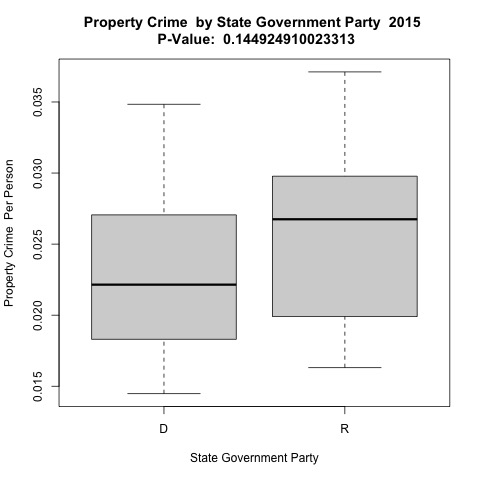 Property Crime  by State Government Party  2015
P-Value:  0.144924910023313
Property Crime  Per Person
0.035
0.030
0.025
0.020
0.015
D
R
State Government Party